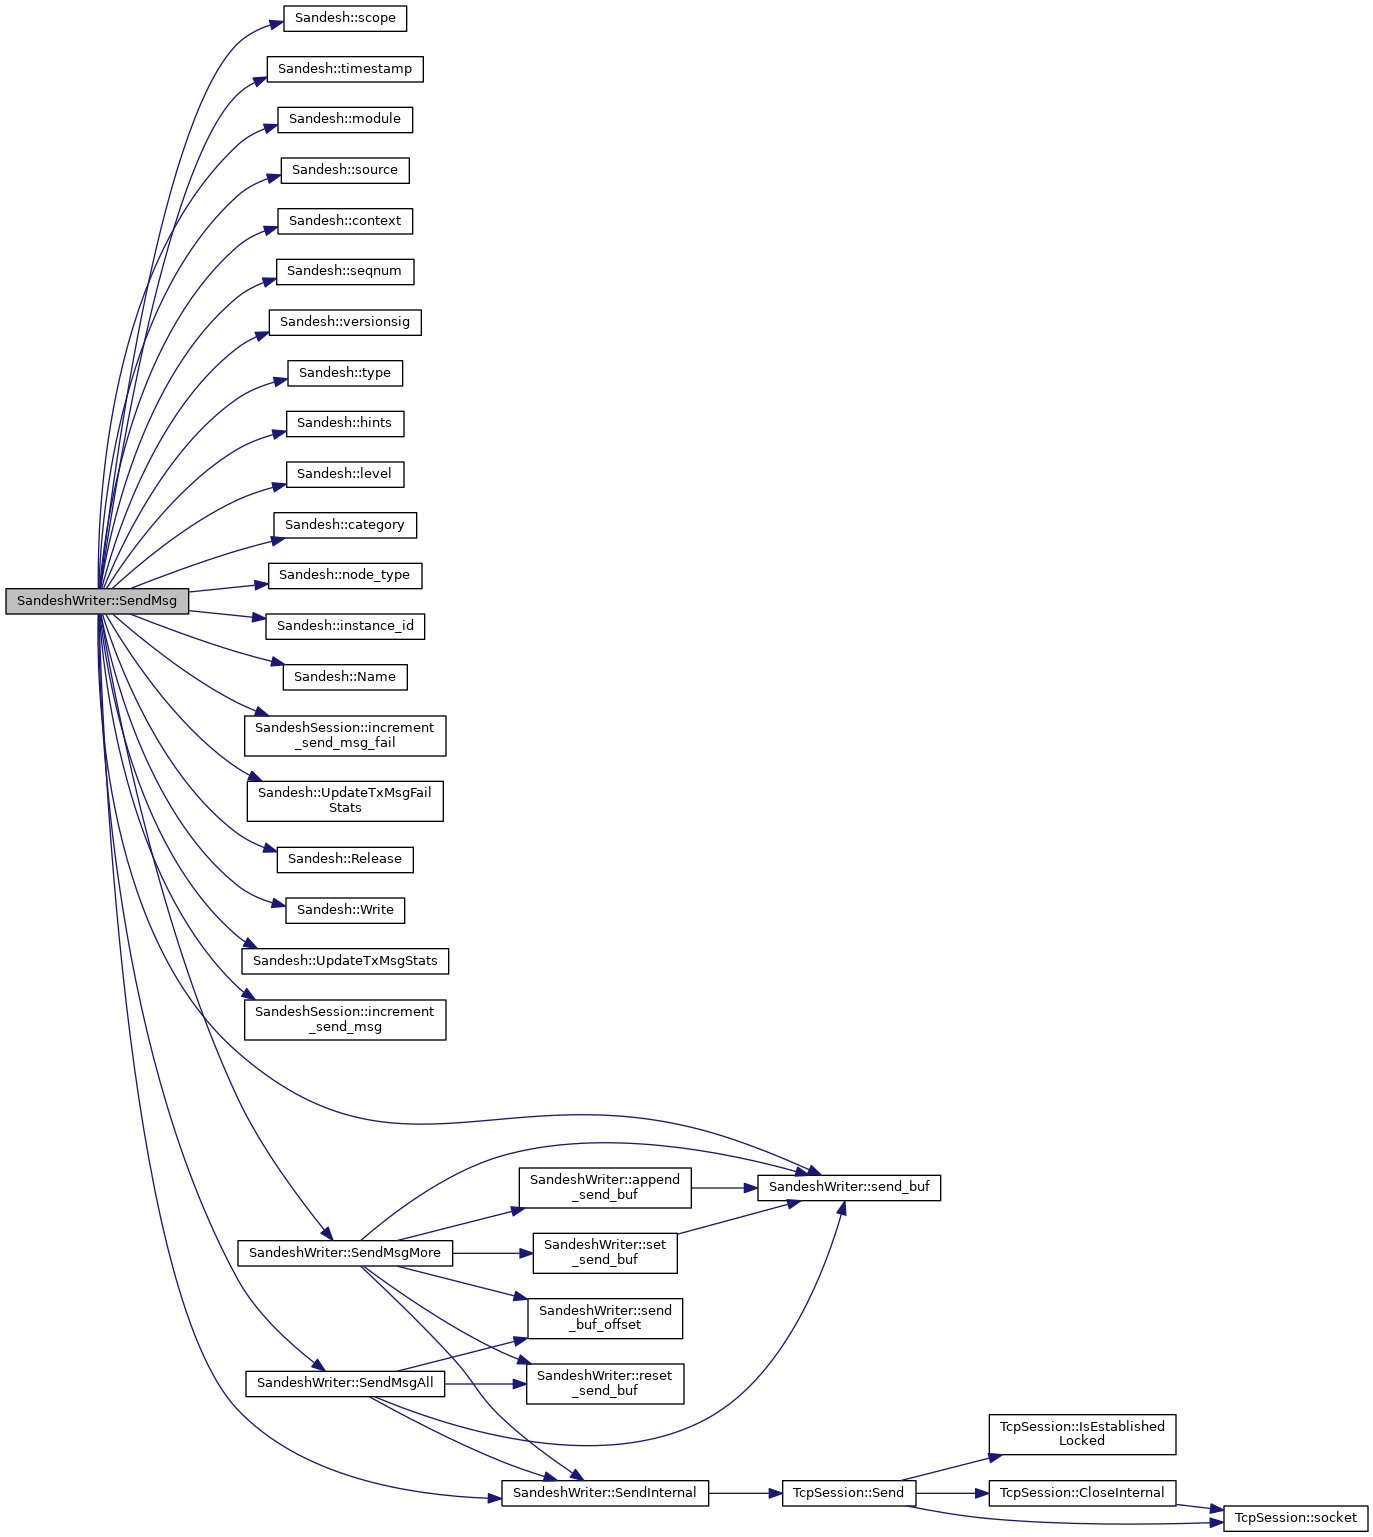 Sandesh::scope
Sandesh::timestamp
Sandesh::module
Sandesh::source
Sandesh::context
Sandesh::seqnum
Sandesh::versionsig
Sandesh::type
Sandesh::hints
Sandesh::level
Sandesh::category
Sandesh::node_type
SandeshWriter::SendMsg
Sandesh::instance_id
Sandesh::Name
SandeshSession::increment
_send_msg_fail
Sandesh::UpdateTxMsgFail
Stats
Sandesh::Release
Sandesh::Write
Sandesh::UpdateTxMsgStats
SandeshSession::increment
_send_msg
SandeshWriter::append
_send_buf
SandeshWriter::send_buf
SandeshWriter::SendMsgMore
SandeshWriter::set
_send_buf
SandeshWriter::send
_buf_offset
SandeshWriter::SendMsgAll
SandeshWriter::reset
_send_buf
TcpSession::IsEstablished
Locked
SandeshWriter::SendInternal
TcpSession::Send
TcpSession::CloseInternal
TcpSession::socket